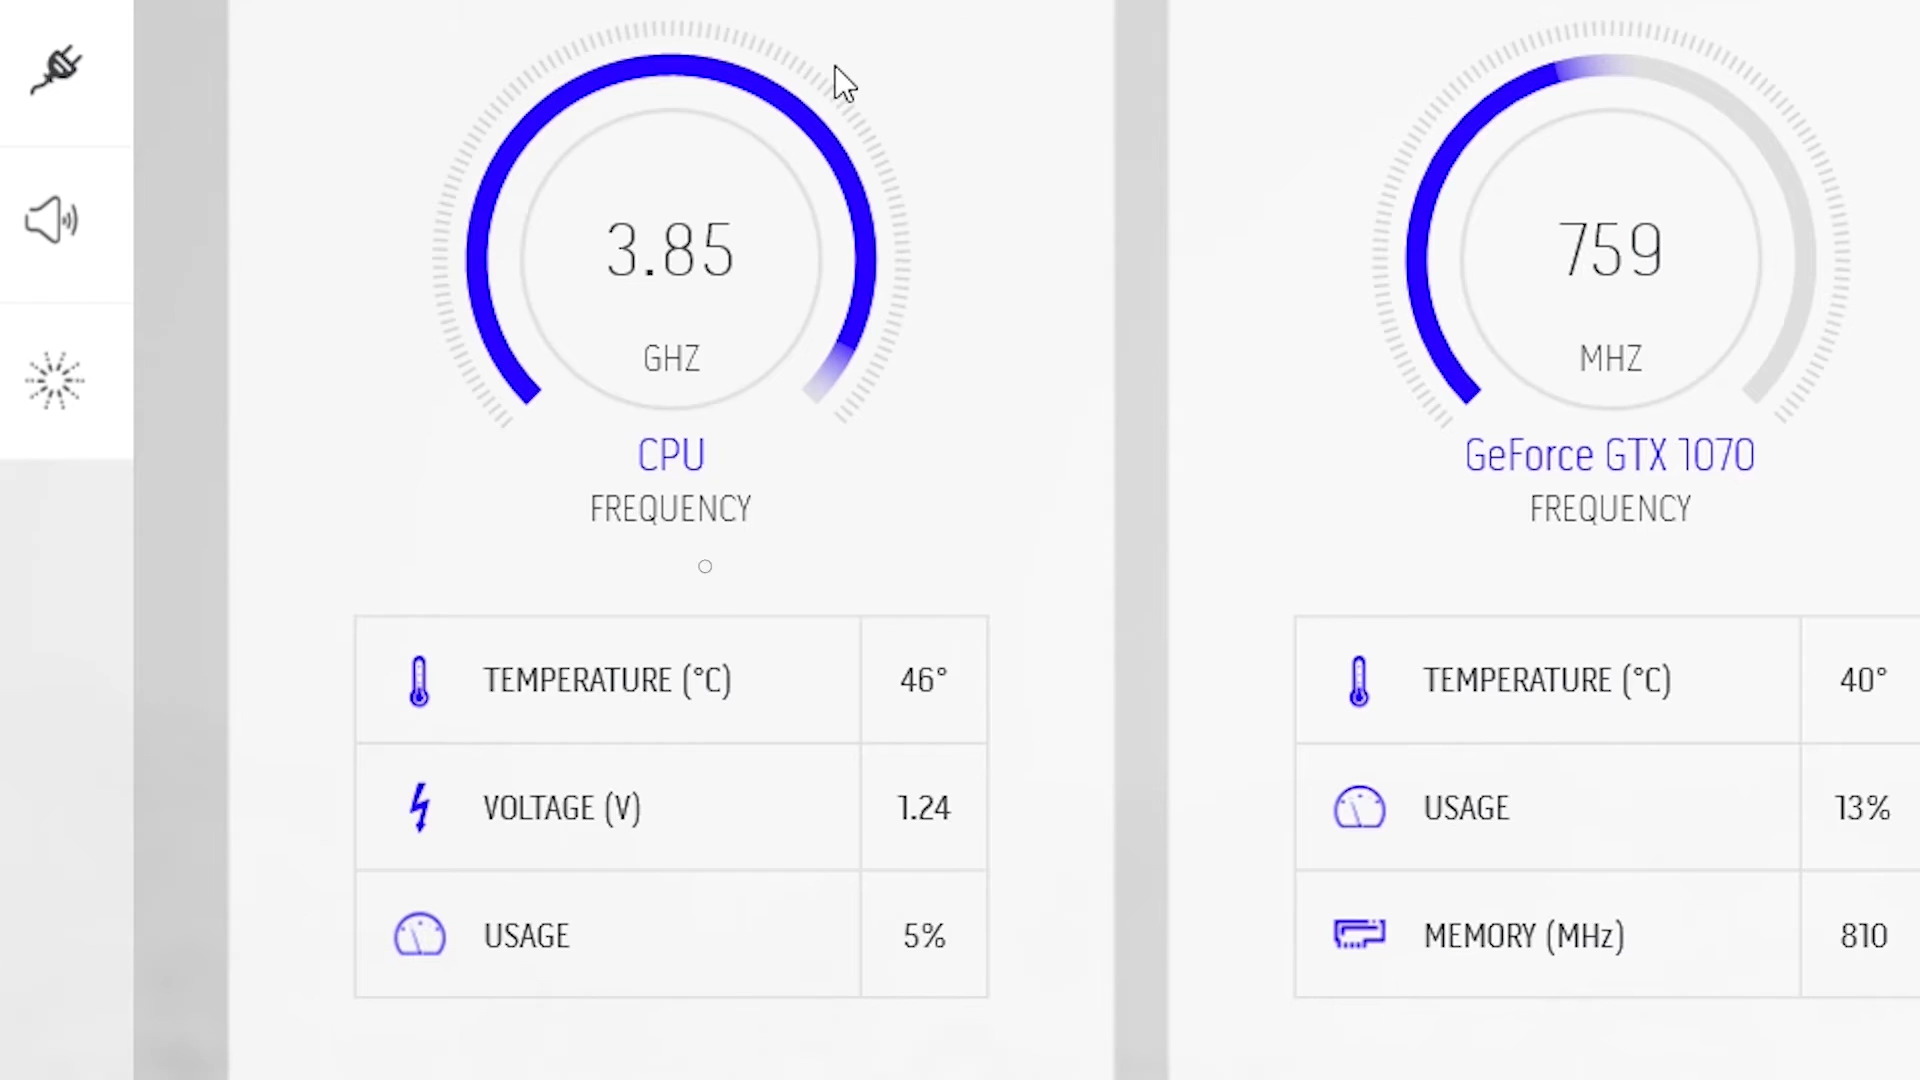 3.85
GHZ
CPU
FREQUENCY
TEMPERATURE (°C) 46°
VOLTAGE (V) 1.24
USAGE 5%
759
MHZ
GeForce GTX 1070
FREQUENCY
TEMPERATURE (°C) 40°
USAGE 13%
MEMORY (MHz) 810